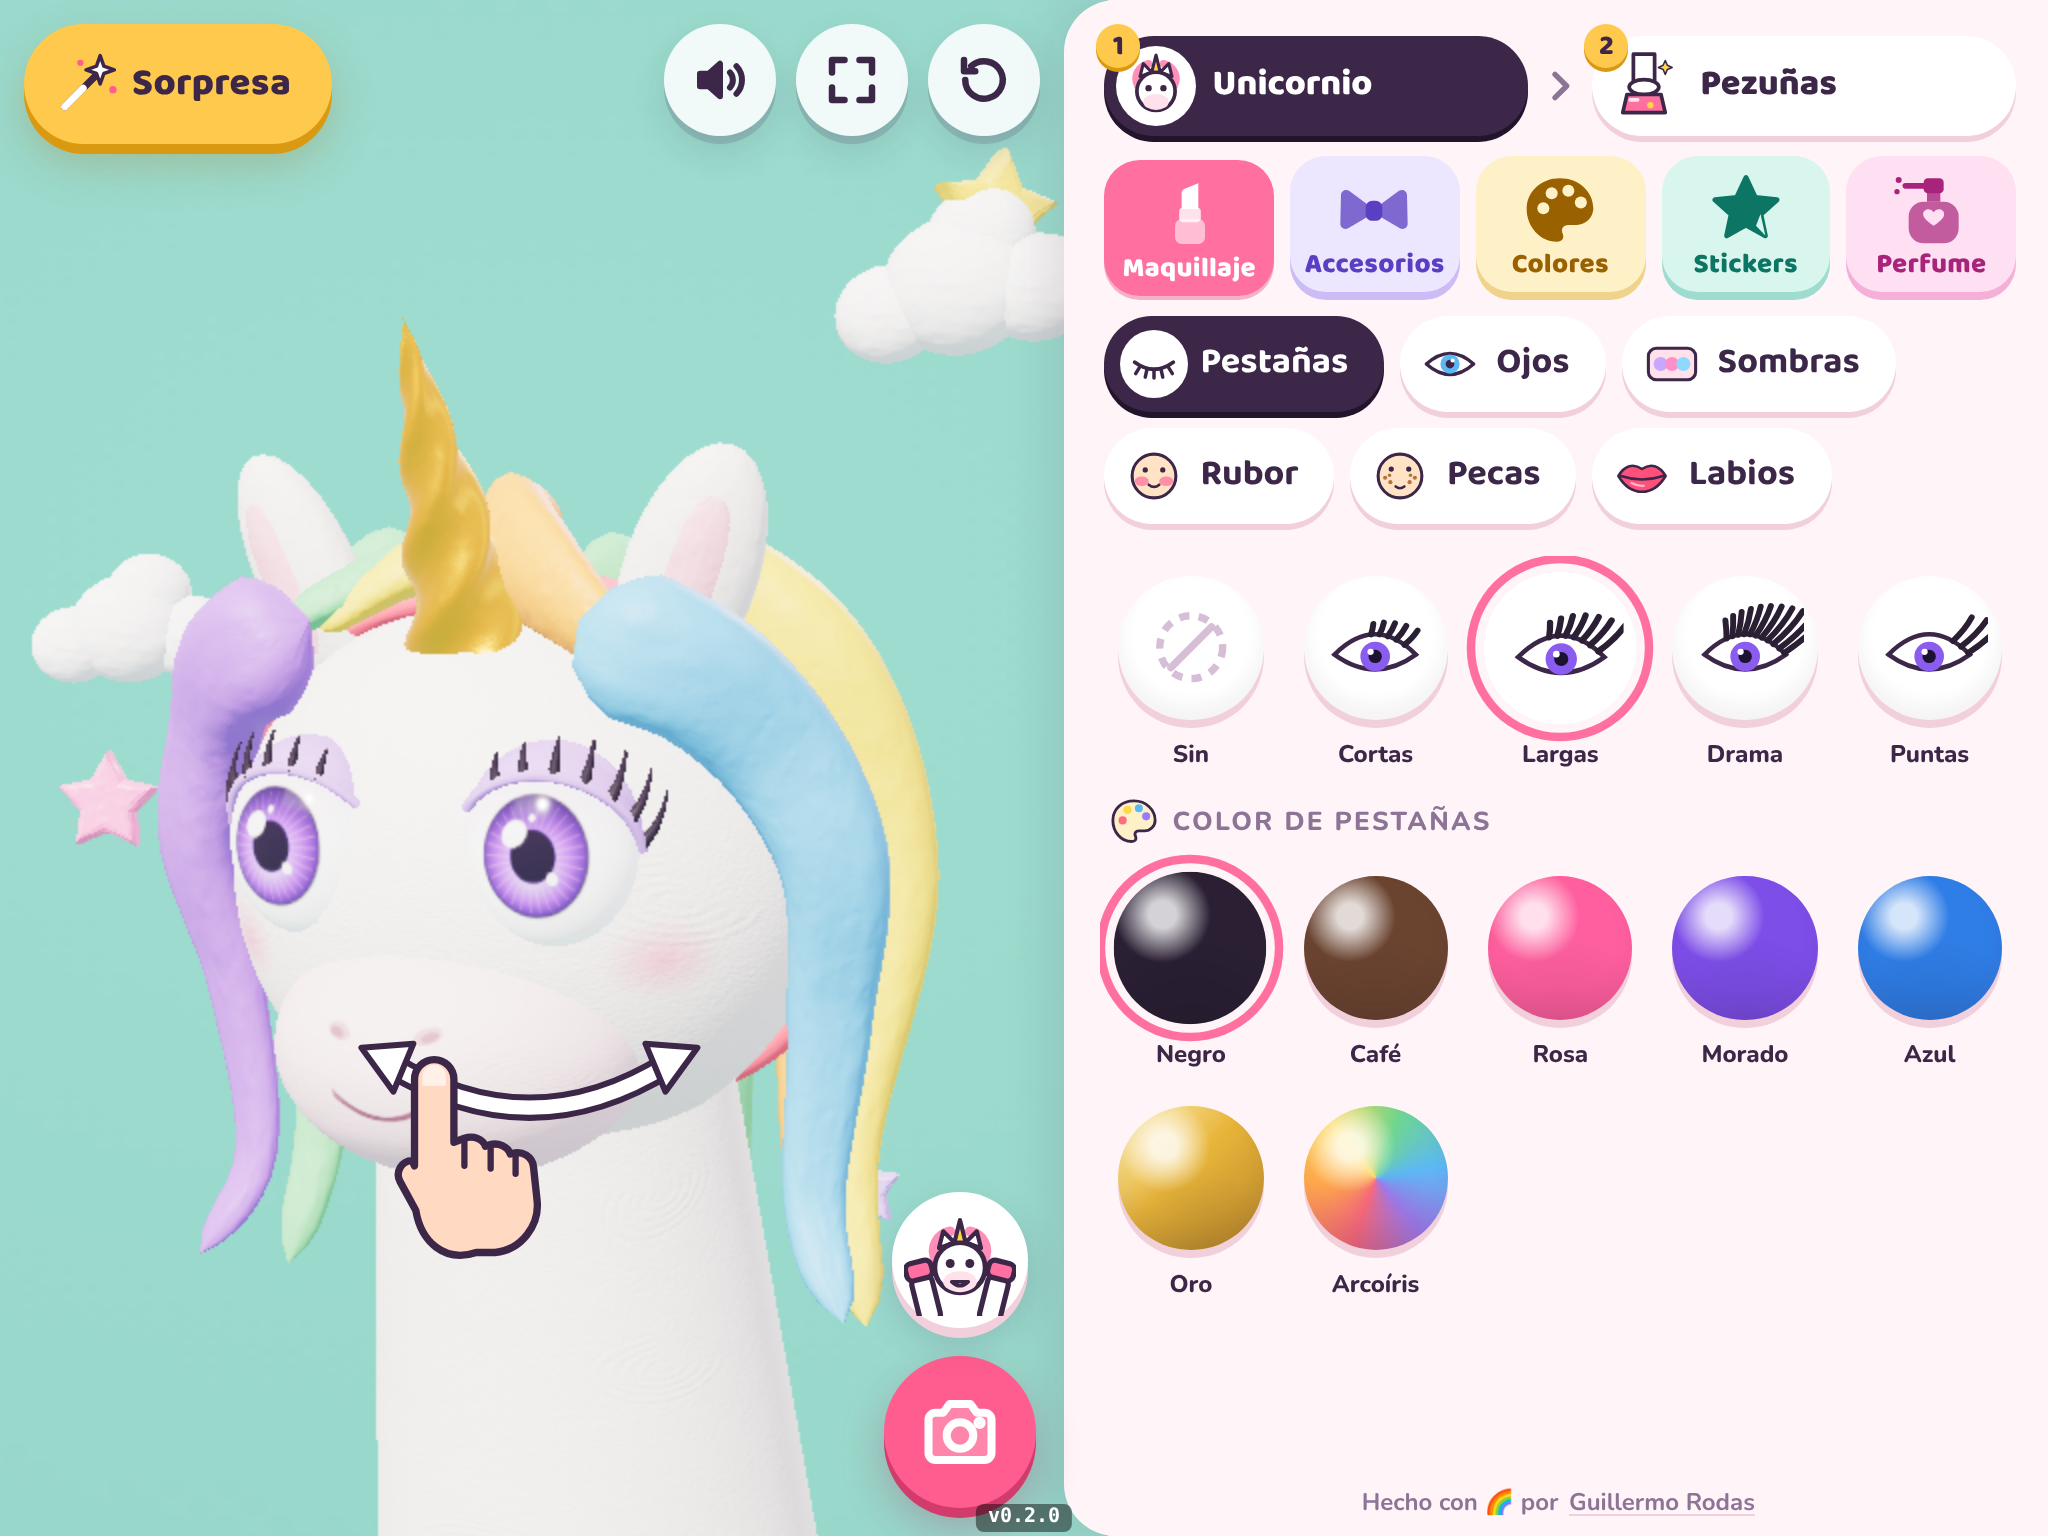 Sorpresa
1
Unicornio
2
Pezuñas
Maquillaje
Accesorios
Colores
Stickers
Perfume
Pestañas
Ojos
Sombras
Rubor
Pecas
Labios
Sin
Cortas
Largas
Drama
Puntas
COLOR DE PESTAÑAS
Negro
Café
Rosa
Morado
Azul
Oro
Arcoíris
Hecho con 🌈 por Guillermo Rodas
v0.2.0